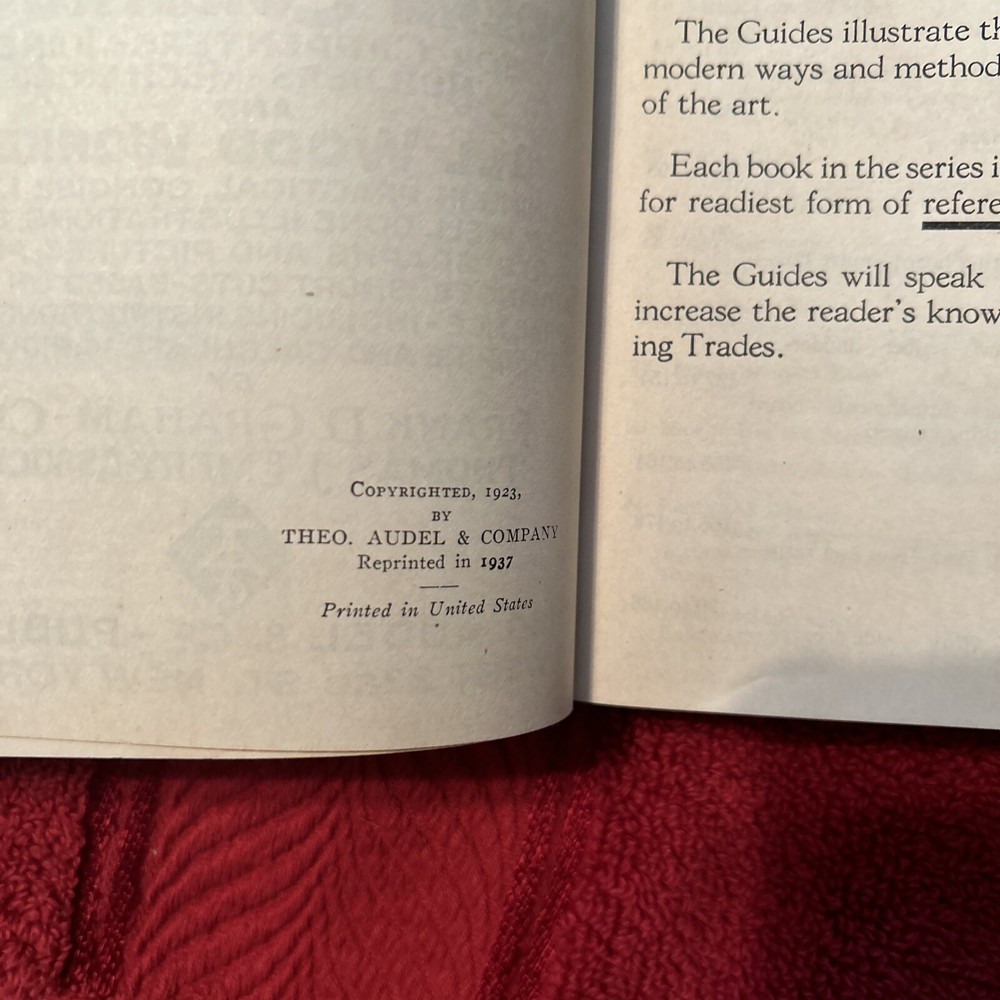 COPYRIGHTED, 1923,
BY
THEO. AUDEL & COMPANY
Reprinted in 1937
Printed in United States
The Guides illustrate th
modern ways and method
of the art.
Each book in the series i
for readiest form of refere
The Guides will speak
increase the reader's know
ing Trades.